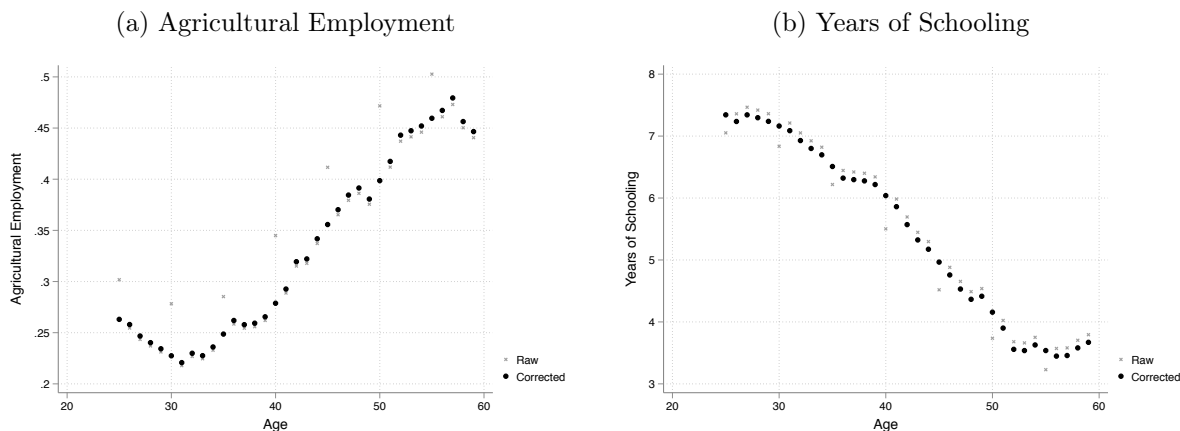 (a) Agricultural Employment
Agricultural Employment
.5
.45
.4
.35
.3
.25
.2
20
30
40
50
60
Age
Raw
Corrected
(b) Years of Schooling
Years of Schooling
8
7
6
5
4
3
20
30
40
50
60
Age
Raw
Corrected